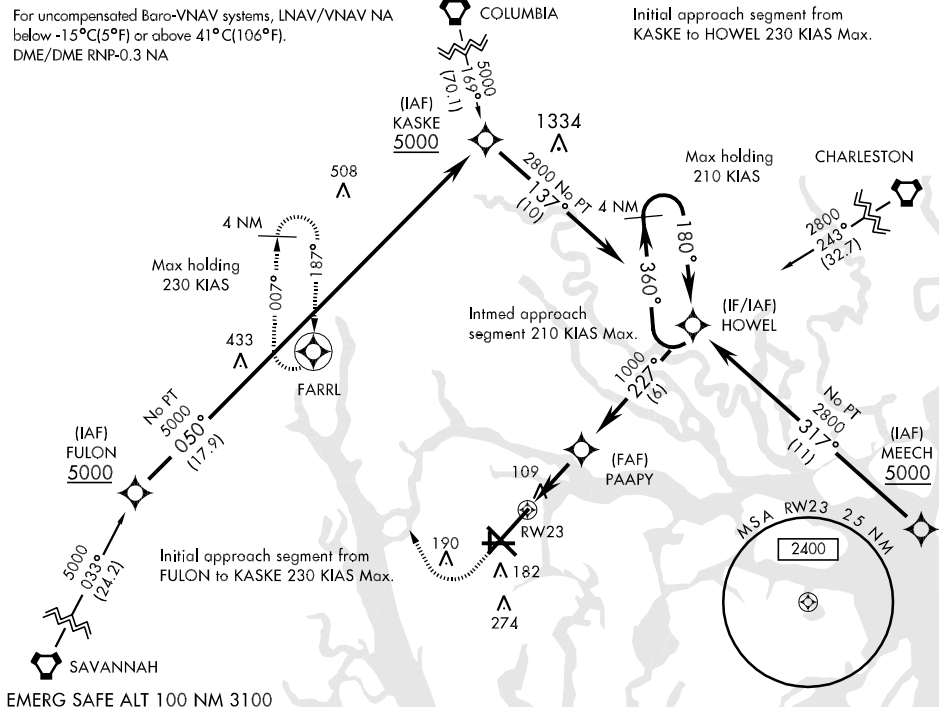 For uncompensated Baro-VNAV systems, LNAV/VNAV NA
below -15°C(5°F) or above 41°C(106°F).
DME/DME RNP-0.3 NA
COLUMBIA
Initial approach segment from
KASKE to HOWEL 230 KIAS Max.
5000
169°
(70.1)
(IAF)
KASKE
5000
1334
508
2800 No PT
137°
(10)
Max holding
210 KIAS
CHARLESTON
4 NM
4 NM
180°
360°
2800
243°
(32.7)
187°
007°
Max holding
230 KIAS
(IF/IAF)
HOWEL
Intmed approach
segment 210 KIAS Max.
433
FARRL
1000
227°
(6)
No PT
5000
050°
(17.9)
No PT
2800
317°
(11)
(IAF)
FULON
5000
(IAF)
MEECH
5000
(FAF)
PAAPY
109
RW23
MSA RW23 25 NM
2400
190
182
274
Initial approach segment from
FULON to KASKE 230 KIAS Max.
5000
033°
(24.2)
SAVANNAH
EMERG SAFE ALT 100 NM 3100